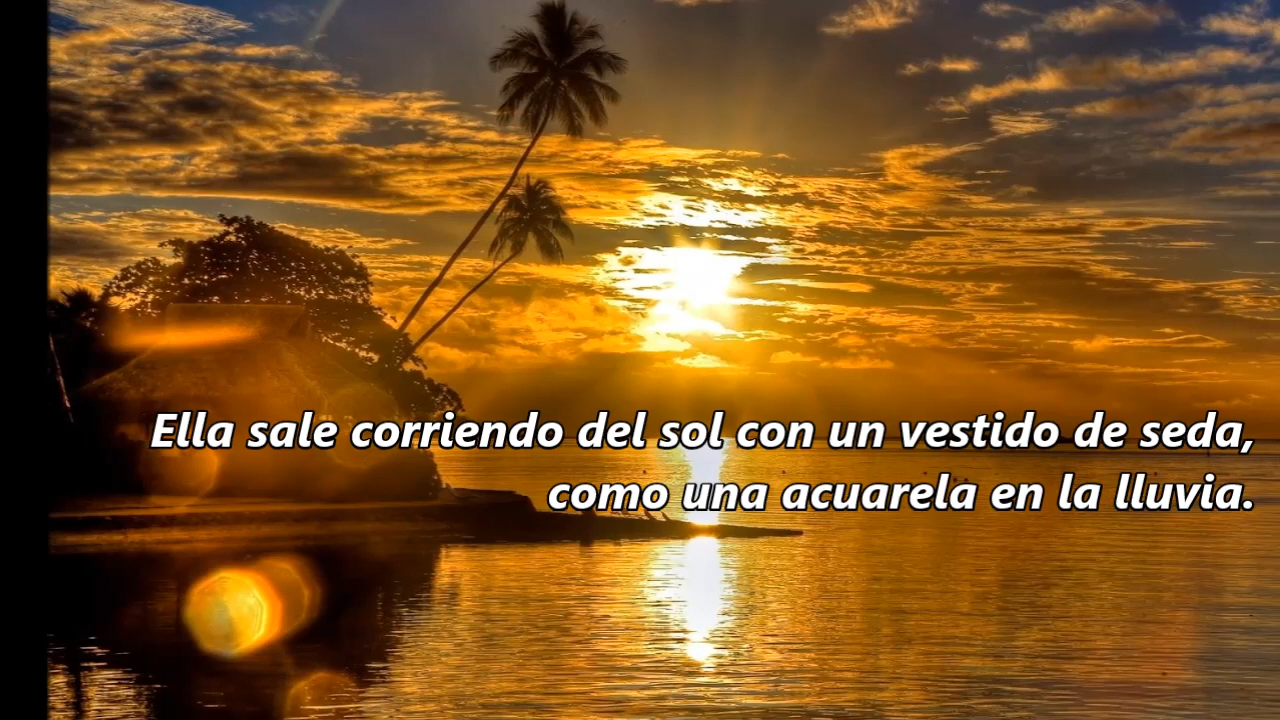 Ella sale corriendo del sol con un vestido de seda,
como una acuarela en la lluvia.